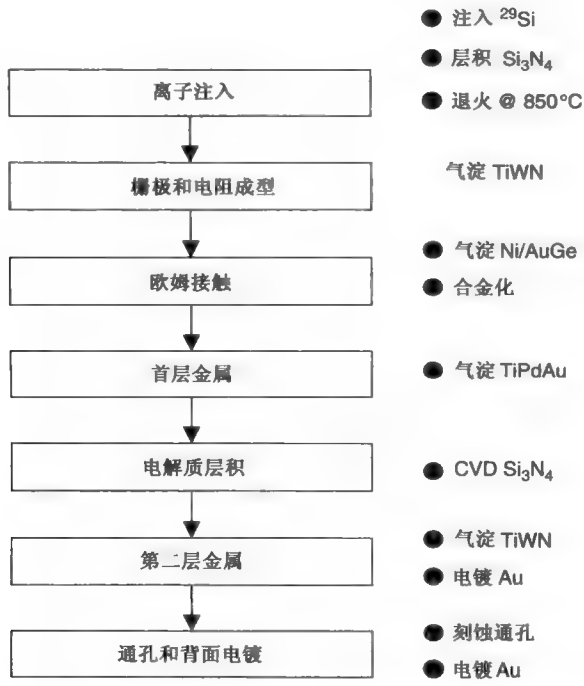 ● 注入 ²⁹Si
● 层积 Si₃N₄
离子注入
● 退火 @ 850°C
栅极和电阻成型
气淀 TiWN
● 气淀 Ni/AuGe
欧姆接触
● 合金化
首层金属
● 气淀 TiPdAu
电解质层积
● CVD Si₃N₄
● 气淀 TiWN
第二层金属
● 电镀 Au
● 刻蚀通孔
通孔和背面电镀
● 电镀 Au